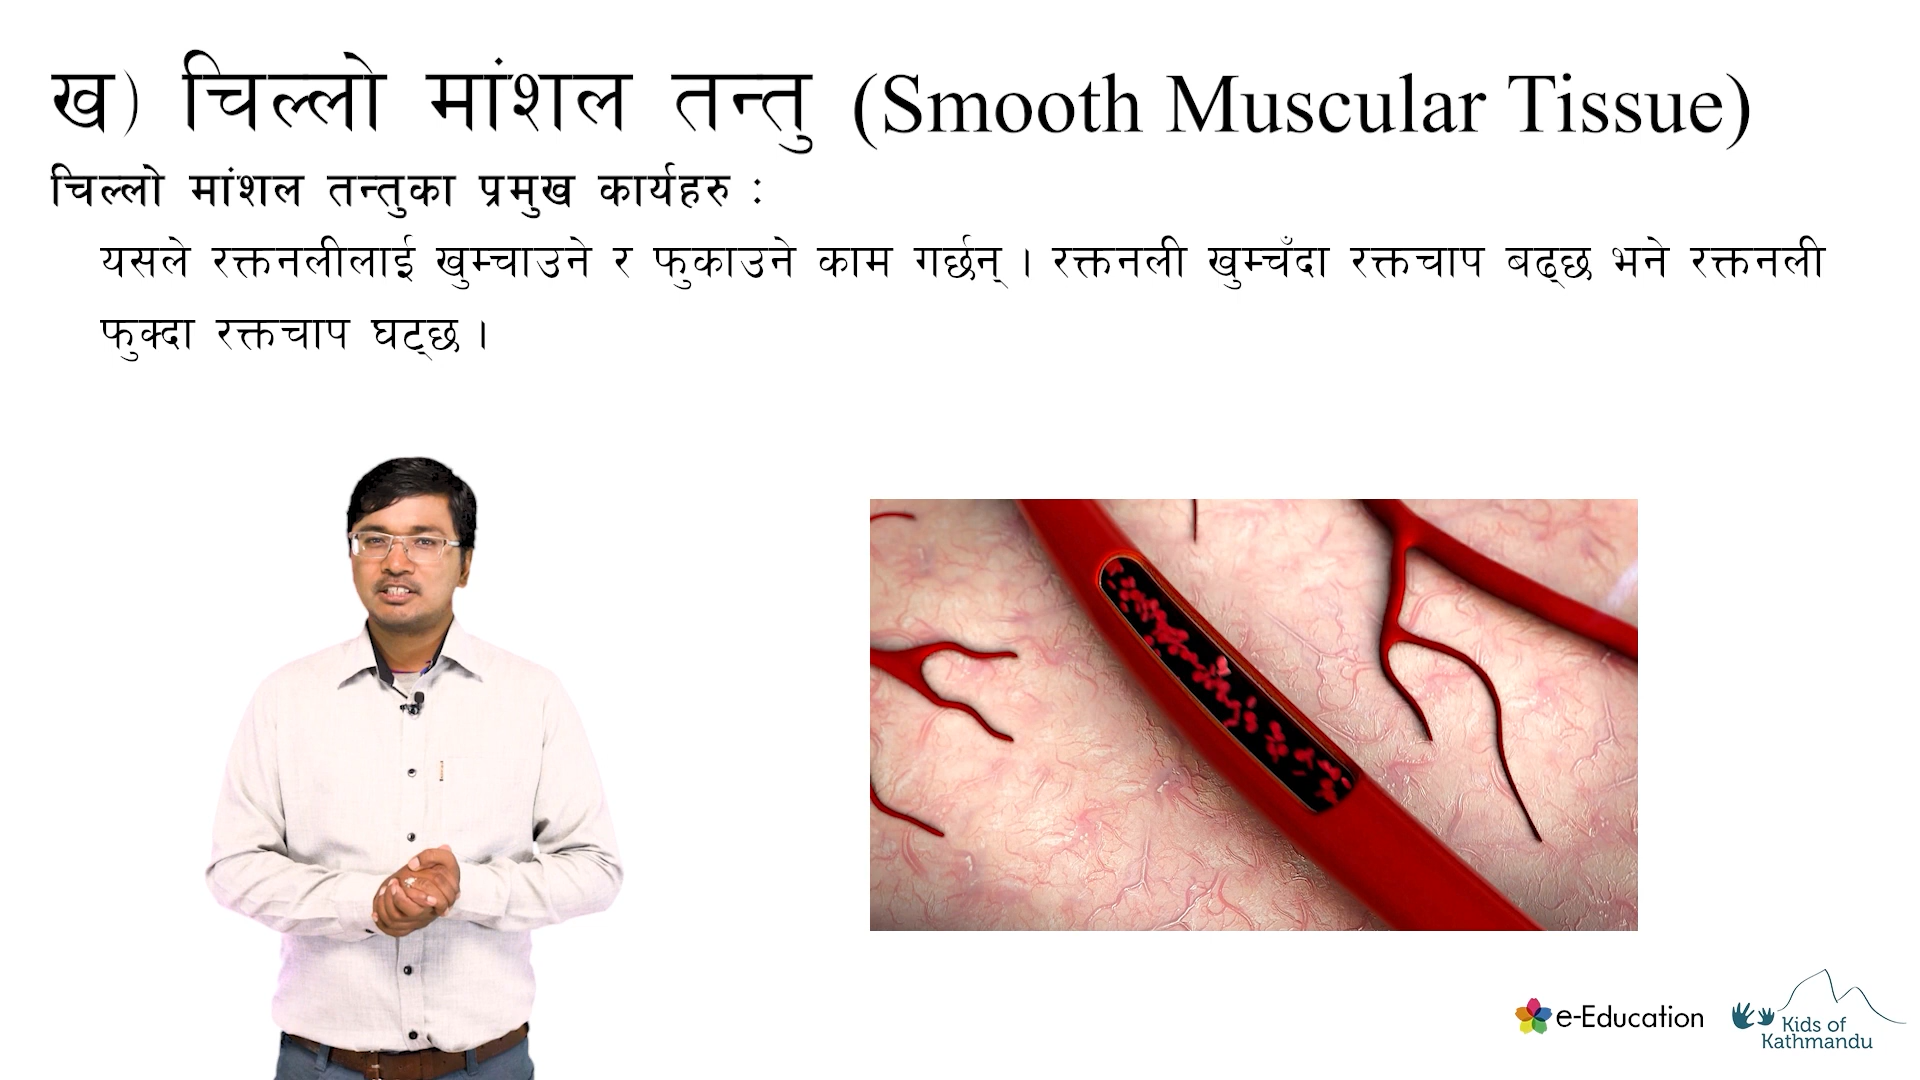 ख) चिल्लो मांशल तन्तु (Smooth Muscular Tissue)
चिल्लो मांशल तन्तुका प्रमुख कार्यहरु :
यसले रक्तनलीलाई खुम्चाउने र फुकाउने काम गर्छन् । रक्तनली खुम्चँदा रक्तचाप बढ्छ भने रक्तनली
फुक्दा रक्तचाप घट्छ ।
e-Education
Kids of
Kathmandu